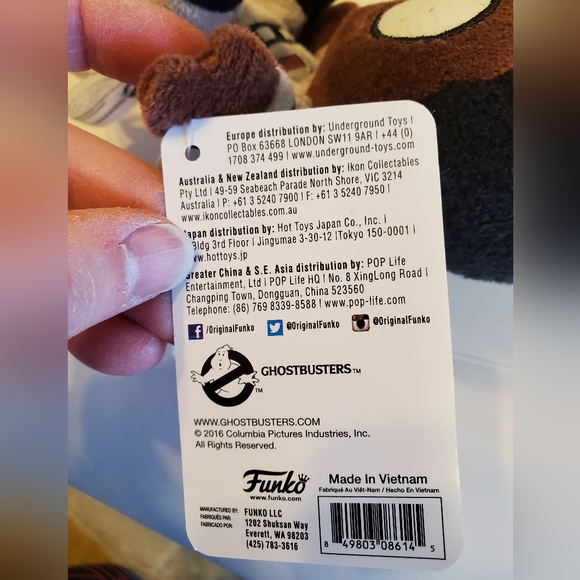 Europe distribution by: Underground Toys |
PO Box 63668 LONDON SW11 9AR | +44 (0)
1708 374 499 | www.underground-toys.com
Australia & New Zealand distribution by: Ikon Collectables
Pty Ltd | 49-59 Seabeach Parade North Shore, VIC 3214
Australia | P: +61 3 5240 7900 | F: +61 3 5240 7950 |
www.ikoncollectables.com.au
Japan distribution by: Hot Toys Japan Co., Inc. |
Bldg 3rd Floor | Jingumae 3-30-12 |Tokyo 150-0001 |
www.hottoys.jp
Greater China & S.E. Asia distribution by: POP Life
Entertainment, Ltd | POP Life HQ | No. 8 XingLong Road |
Changping Town, Dongguan, China 523560
Telephone: (86) 769 8339-8588 | www.pop-life.com
/OriginalFunko @OriginalFunko @OriginalFunko
GHOSTBUSTERS™
TM
WWW.GHOSTBUSTERS.COM
© 2016 Columbia Pictures Industries, Inc.
All Rights Reserved.
Funko
www.funko.com
Made In Vietnam
Fabriqué Au Viêt-Nam / Hecho En Vietnam
MANUFACTURED BY:
FABRIQUÉS PAR:
FABRICADO POR:
FUNKO LLC
1202 Shuksan Way
Everett, WA 98203
(425) 783-3616
8 49803 08614 5